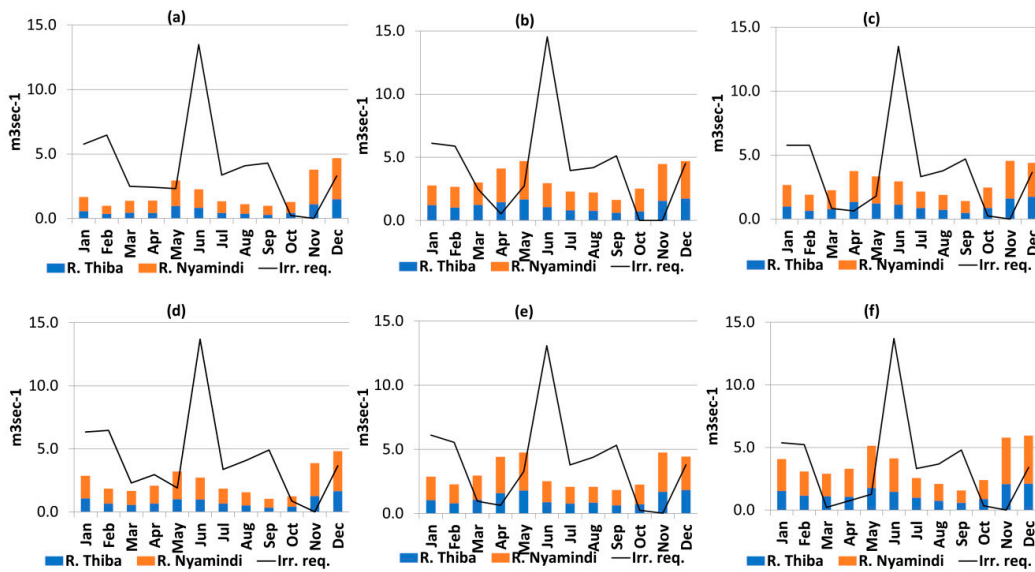 (a)
15.0
10.0
5.0
0.0
m3sec-1
Jan Feb Mar Apr May Jun Jul Aug Sep Oct Nov Dec
R. Thiba R. Nyamindi Irr. req.
(b)
15.0
10.0
5.0
0.0
m3sec-1
Jan Feb Mar Apr May Jun Jul Aug Sep Oct Nov Dec
R. Thiba R. Nyamindi Irr. req.
(c)
15.0
10.0
5.0
0.0
m3sec-1
Jan Feb Mar Apr May Jun Jul Aug Sep Oct Nov Dec
R. Thiba R. Nyamindi Irr. req.
(d)
15.0
10.0
5.0
0.0
m3sec-1
Jan Feb Mar Apr May Jun Jul Aug Sep Oct Nov Dec
R. Thiba R. Nyamindi Irr. req.
(e)
15.0
10.0
5.0
0.0
m3sec-1
Jan Feb Mar Apr May Jun Jul Aug Sep Oct Nov Dec
R. Thiba R. Nyamindi Irr. req.
(f)
15.0
10.0
5.0
0.0
m3sec-1
Jan Feb Mar Apr May Jun Jul Aug Sep Oct Nov Dec
R. Thiba R. Nyamindi Irr. req.